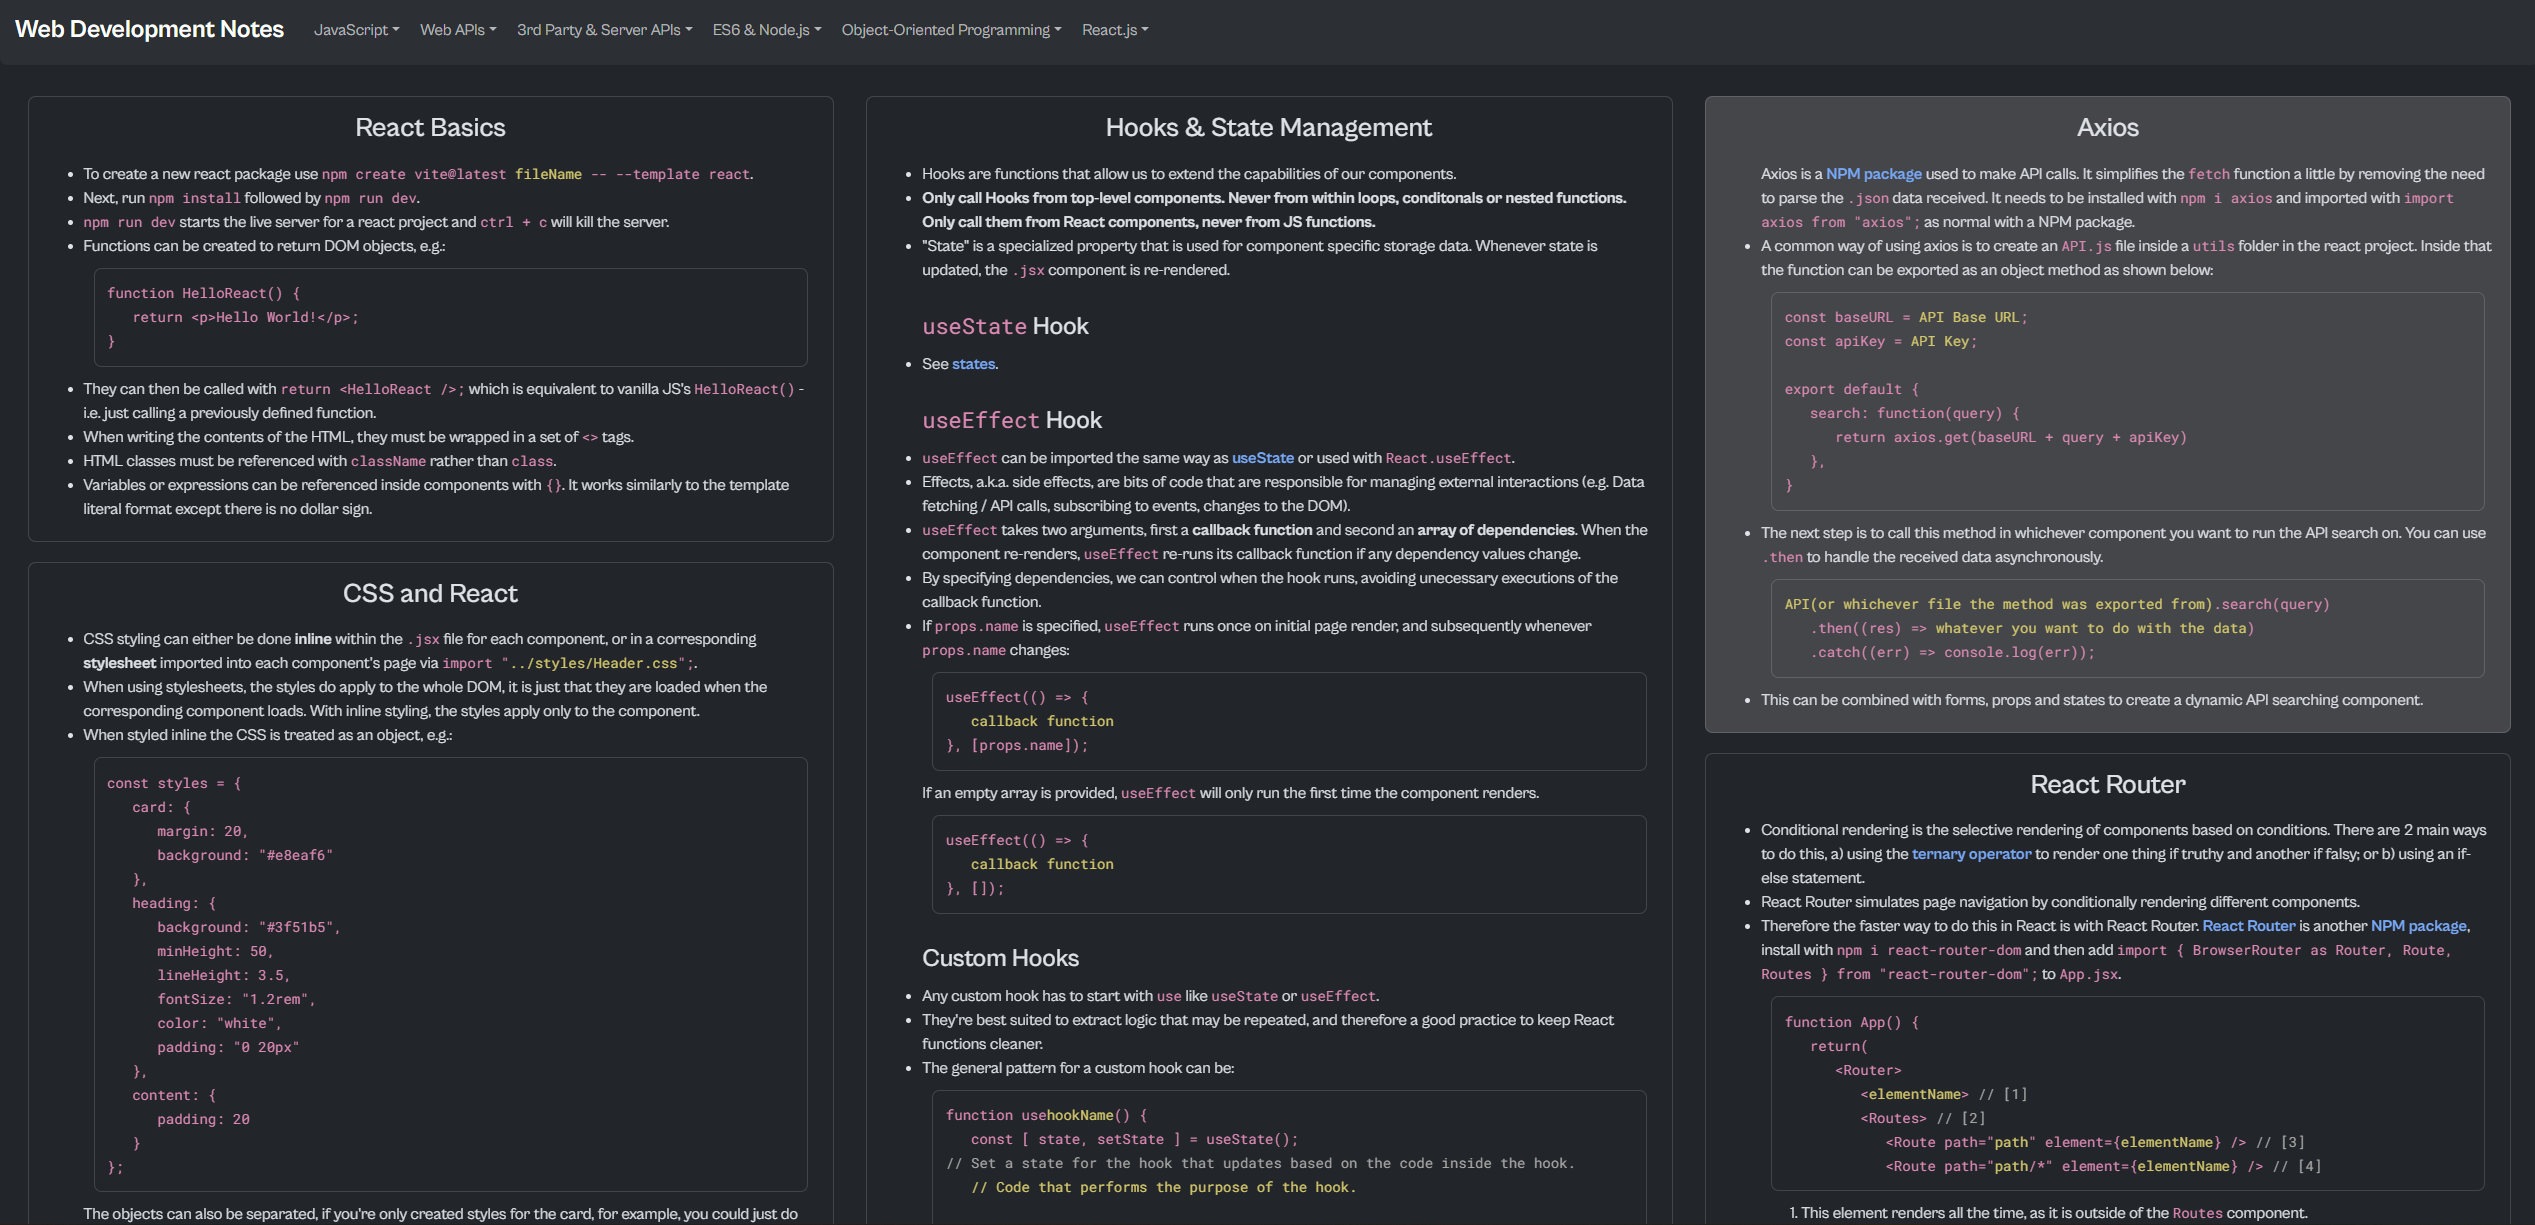 Web Development Notes
JavaScript
Web APIs
3rd Party & Server APIs
ES6 & Node.js
Object-Oriented Programming
React.js
React Basics
To create a new react package use npm create vite@latest fileName -- --template react.
Next, run npm install followed by npm run dev.
npm run dev starts the live server for a react project and ctrl + c will kill the server.
Functions can be created to return DOM objects, e.g.:
function HelloReact() {
return <p>Hello World!</p>;
}
They can then be called with return <HelloReact />; which is equivalent to vanilla JS's HelloReact() -
i.e. just calling a previously defined function.
When writing the contents of the HTML, they must be wrapped in a set of <> tags.
HTML classes must be referenced with className rather than class.
Variables or expressions can be referenced inside components with {}. It works similarly to the template
literal format except there is no dollar sign.
CSS and React
CSS styling can either be done inline within the .jsx file for each component, or in a corresponding
stylesheet imported into each component's page via import "../styles/Header.css";.
When using stylesheets, the styles do apply to the whole DOM, it is just that they are loaded when the
corresponding component loads. With inline styling, the styles apply only to the component.
When styled inline the CSS is treated as an object, e.g.:
const styles = {
card: {
margin: 20,
background: "#e8eaf6"
},
heading: {
background: "#3f51b5",
minHeight: 50,
lineHeight: 3.5,
fontSize: "1.2rem",
color: "white",
padding: "0 20px"
},
content: {
padding: 20
}
};
The objects can also be separated, if you're only created styles for the card, for example, you could just do
Hooks & State Management
Hooks are functions that allow us to extend the capabilities of our components.
Only call Hooks from top-level components. Never from within loops, conditonals or nested functions.
Only call them from React components, never from JS functions.
"State" is a specialized property that is used for component specific storage data. Whenever state is
updated, the .jsx component is re-rendered.
useState Hook
See states.
useEffect Hook
useEffect can be imported the same way as useState or used with React.useEffect.
Effects, a.k.a. side effects, are bits of code that are responsible for managing external interactions (e.g. Data
fetching / API calls, subscribing to events, changes to the DOM).
useEffect takes two arguments, first a callback function and second an array of dependencies. When the
component re-renders, useEffect re-runs its callback function if any dependency values change.
By specifying dependencies, we can control when the hook runs, avoiding unecessary executions of the
callback function.
If props.name is specified, useEffect runs once on initial page render, and subsequently whenever
props.name changes:
useEffect(() => {
callback function
}, [props.name]);
If an empty array is provided, useEffect will only run the first time the component renders.
useEffect(() => {
callback function
}, []);
Custom Hooks
Any custom hook has to start with use like useState or useEffect.
They're best suited to extract logic that may be repeated, and therefore a good practice to keep React
functions cleaner.
The general pattern for a custom hook can be:
function usehookName() {
const [ state, setState ] = useState();
// Set a state for the hook that updates based on the code inside the hook.
// Code that performs the purpose of the hook.
Axios
Axios is a NPM package used to make API calls. It simplifies the fetch function a little by removing the need
to parse the .json data received. It needs to be installed with npm i axios and imported with import
axios from "axios"; as normal with a NPM package.
A common way of using axios is to create an API.js file inside a utils folder in the react project. Inside that
the function can be exported as an object method as shown below:
const baseURL = API Base URL;
const apiKey = API Key;
export default {
search: function(query) {
return axios.get(baseURL + query + apiKey)
},
}
The next step is to call this method in whichever component you want to run the API search on. You can use
.then to handle the received data asynchronously.
API(or whichever file the method was exported from).search(query)
.then((res) => whatever you want to do with the data)
.catch((err) => console.log(err));
This can be combined with forms, props and states to create a dynamic API searching component.
React Router
Conditional rendering is the selective rendering of components based on conditions. There are 2 main ways
to do this, a) using the ternary operator to render one thing if truthy and another if falsy; or b) using an if-
else statement.
React Router simulates page navigation by conditionally rendering different components.
Therefore the faster way to do this in React is with React Router. React Router is another NPM package,
install with npm i react-router-dom and then add import { BrowserRouter as Router, Route,
Routes } from "react-router-dom"; to App.jsx.
function App() {
return(
<Router>
<elementName> // [1]
<Routes> // [2]
<Route path="path" element={elementName} /> // [3]
<Route path="path/*" element={elementName} /> // [4]
1. This element renders all the time, as it is outside of the Routes component.